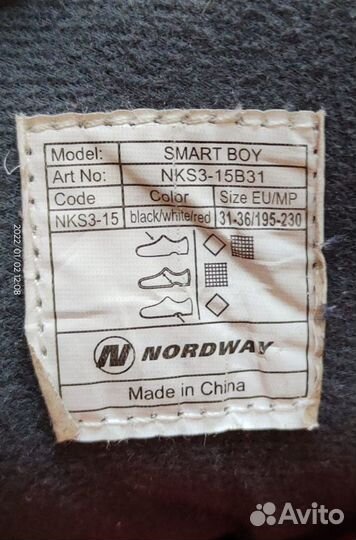 Model: SMART BOY
Art No: NKS3-15B31
Code Color Size EU/MP
NKS3-15 black/white/red 31-36/195-230
N NORDWAY
Made in China
2022/01/02 12:08
Avito